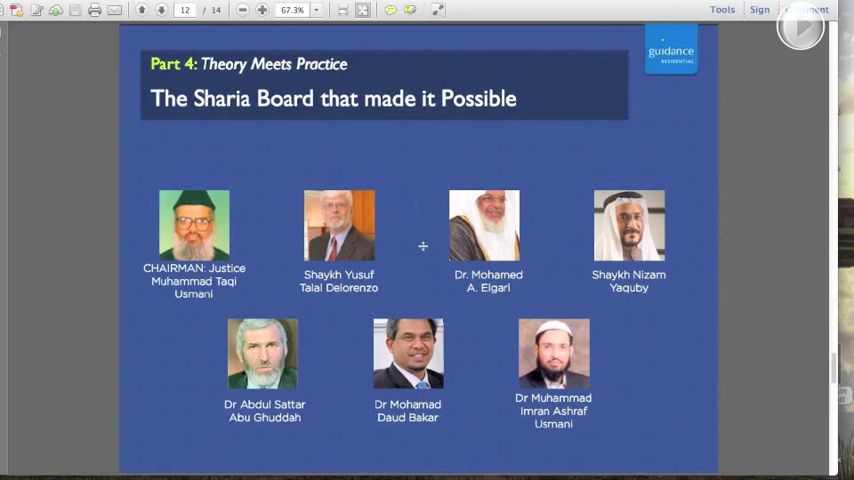 12 / 14
67.3%
Tools
Sign
Comment
guidance
RESIDENTIAL
Part 4: Theory Meets Practice
The Sharia Board that made it Possible
CHAIRMAN: Justice
Muhammad Taqi
Usmani
Shaykh Yusuf
Talal Delorenzo
Dr. Mohamed
A. Elgari
Shaykh Nizam
Yaquby
Dr Abdul Sattar
Abu Ghuddah
Dr Mohamad
Daud Bakar
Dr Muhammad
Imran Ashraf
Usmani